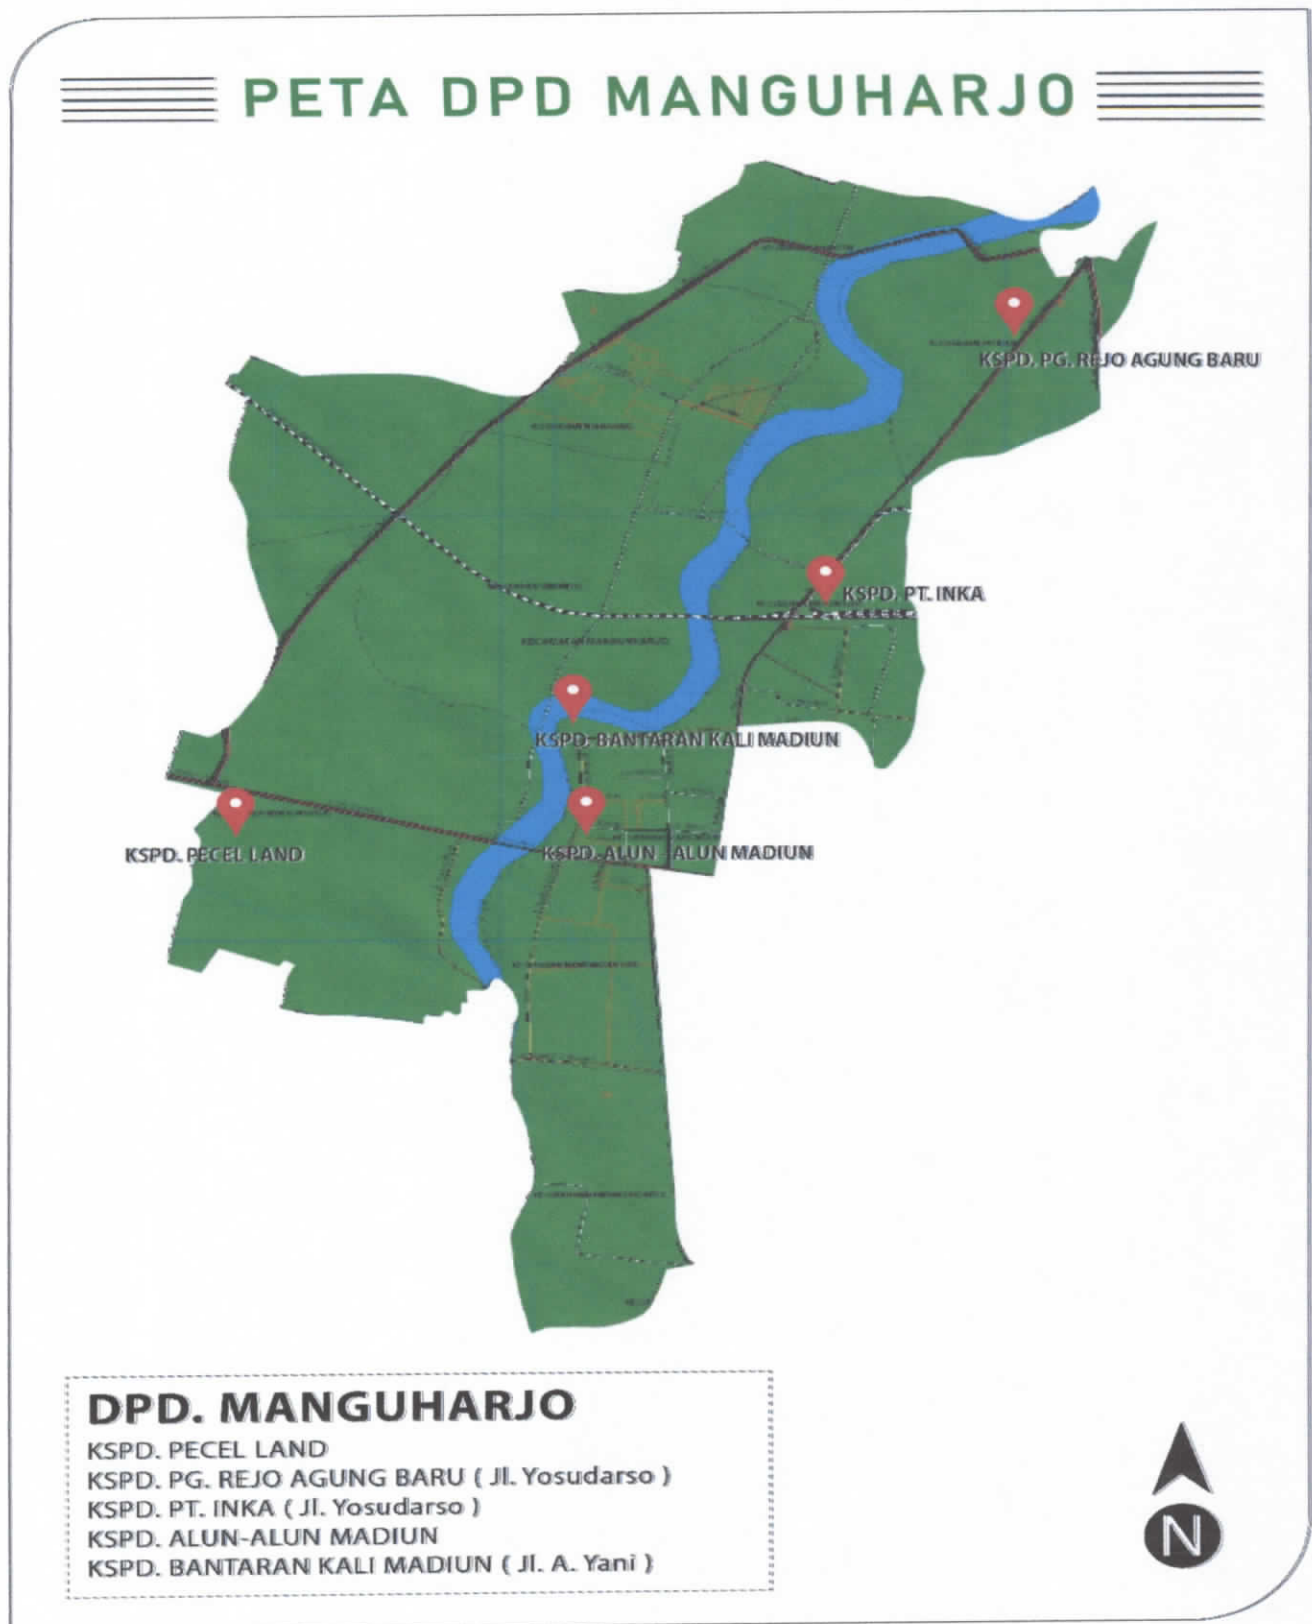 PETA DPD MANGUHARJO
KSPD. PG. REJO AGUNG BARU
KSPD. PT. INKA
KSPD. BANTARAN KALI MADIUN
KSPD. PECEL LAND
KSPD. ALUN - ALUN MADIUN
DPD. MANGUHARJO
KSPD. PECEL LAND
KSPD. PG. REJO AGUNG BARU ( Jl. Yosudarso )
KSPD. PT. INKA ( Jl. Yosudarso )
KSPD. ALUN-ALUN MADIUN
KSPD. BANTARAN KALI MADIUN ( Jl. A. Yani )
N